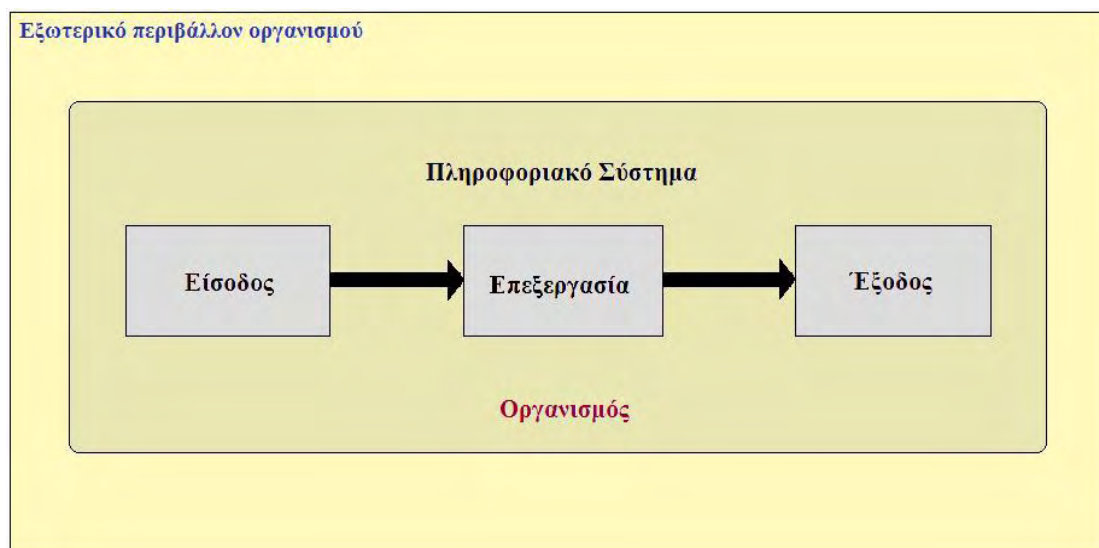 Εξωτερικό περιβάλλον οργανισμού
Πληροφοριακό Σύστημα
Είσοδος
Επεξεργασία
Έξοδος
Οργανισμός